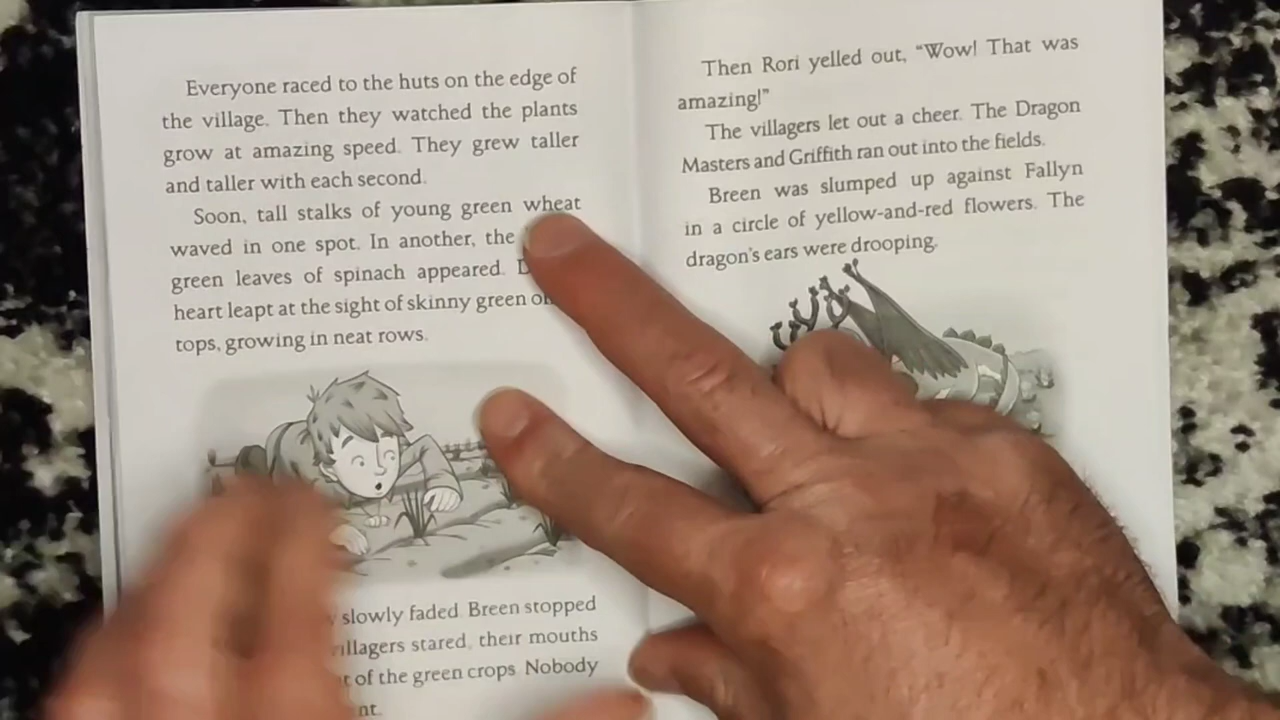 Everyone raced to the huts on the edge of
the village. Then they watched the plants
grow at amazing speed. They grew taller
and taller with each second.
Soon, tall stalks of young green wheat
waved in one spot. In another, the
green leaves of spinach appeared.
heart leapt at the sight of skinny green
tops, growing in neat rows.
slowly faded. Breen stopped
villagers stared, their mouths
of the green crops. Nobody
Then Rori yelled out, “Wow! That was
amazing!”
The villagers let out a cheer. The Dragon
Masters and Griffith ran out into the fields.
Breen was slumped up against Fallyn
in a circle of yellow-and-red flowers. The
dragon’s ears were drooping.